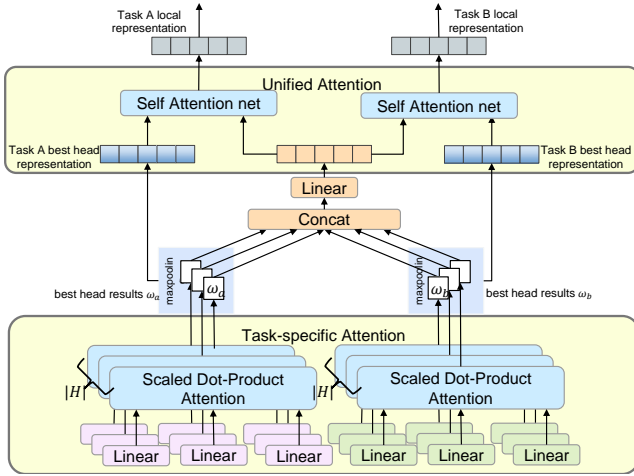 Task A local
representation
Task B local
representation
Unified Attention
Self Attention net
Self Attention net
Task A best head
representation
Task B best head
representation
Linear
Concat
maxpoolin
maxpoolin
ω_a
ω_b
best head results ω_a
best head results ω_b
Task-specific Attention
|H|
Scaled Dot-Product
Attention
|H|
Scaled Dot-Product
Attention
Linear
Linear
Linear
Linear
Linear
Linear